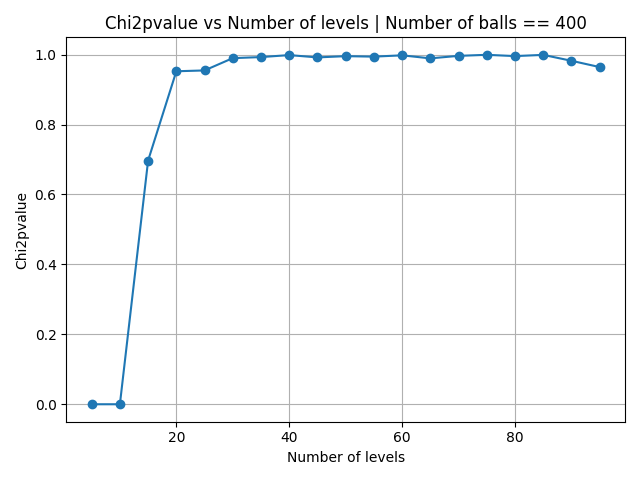 Chi2pvalue vs Number of levels | Number of balls == 400
1.0
0.8
0.6
0.4
0.2
0.0
Chi2pvalue
20 40 60 80
Number of levels